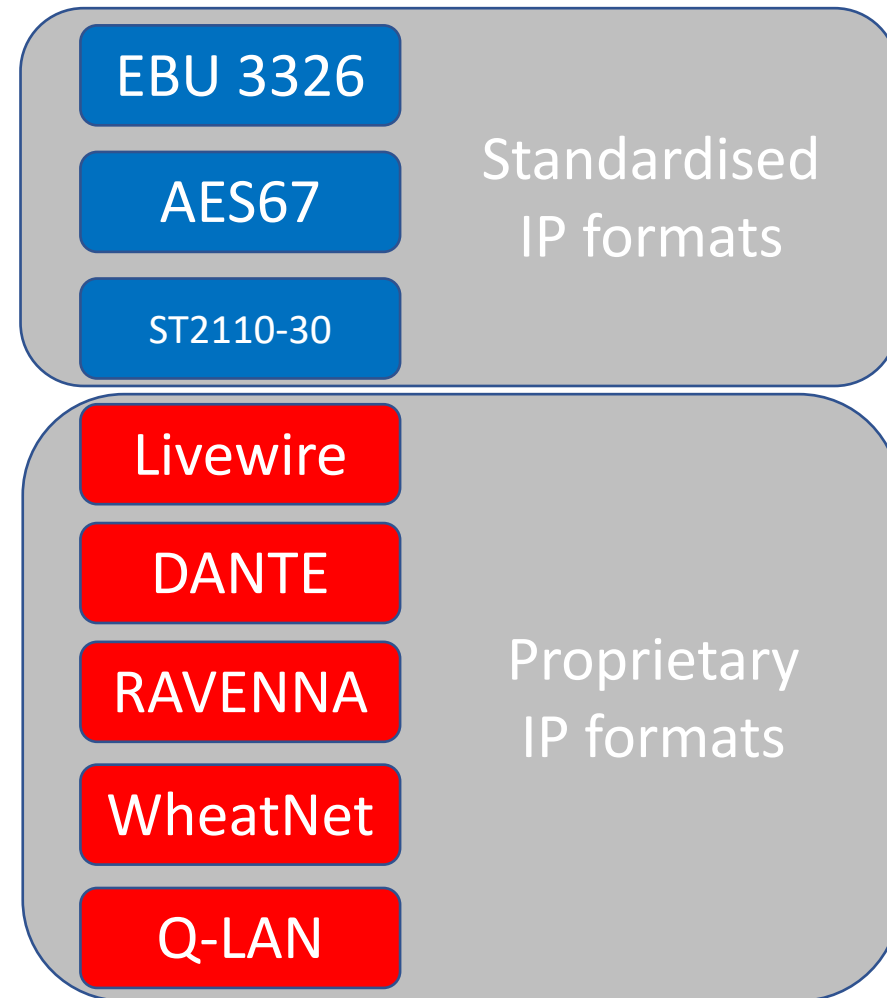 EBU 3326
AES67
ST2110-30
Standardised
IP formats
Livewire
DANTE
RAVENNA
WheatNet
Q-LAN
Proprietary
IP formats